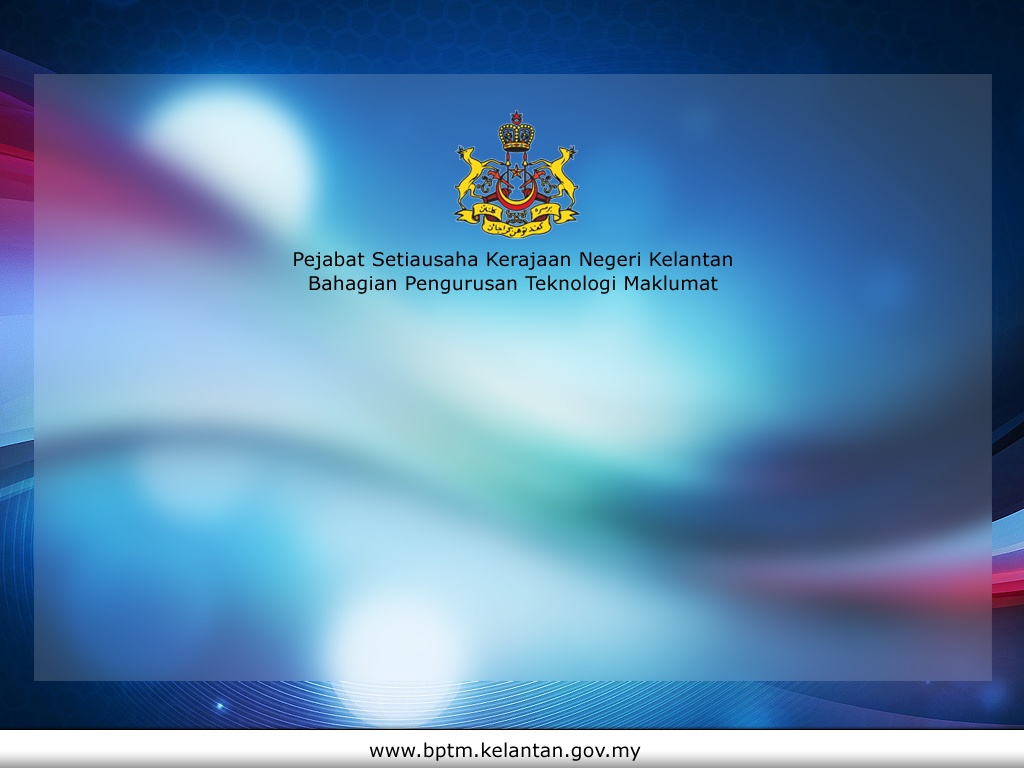 Pejabat Setiausaha Kerajaan Negeri Kelantan
Bahagian Pengurusan Teknologi Maklumat
www.bptm.kelantan.gov.my